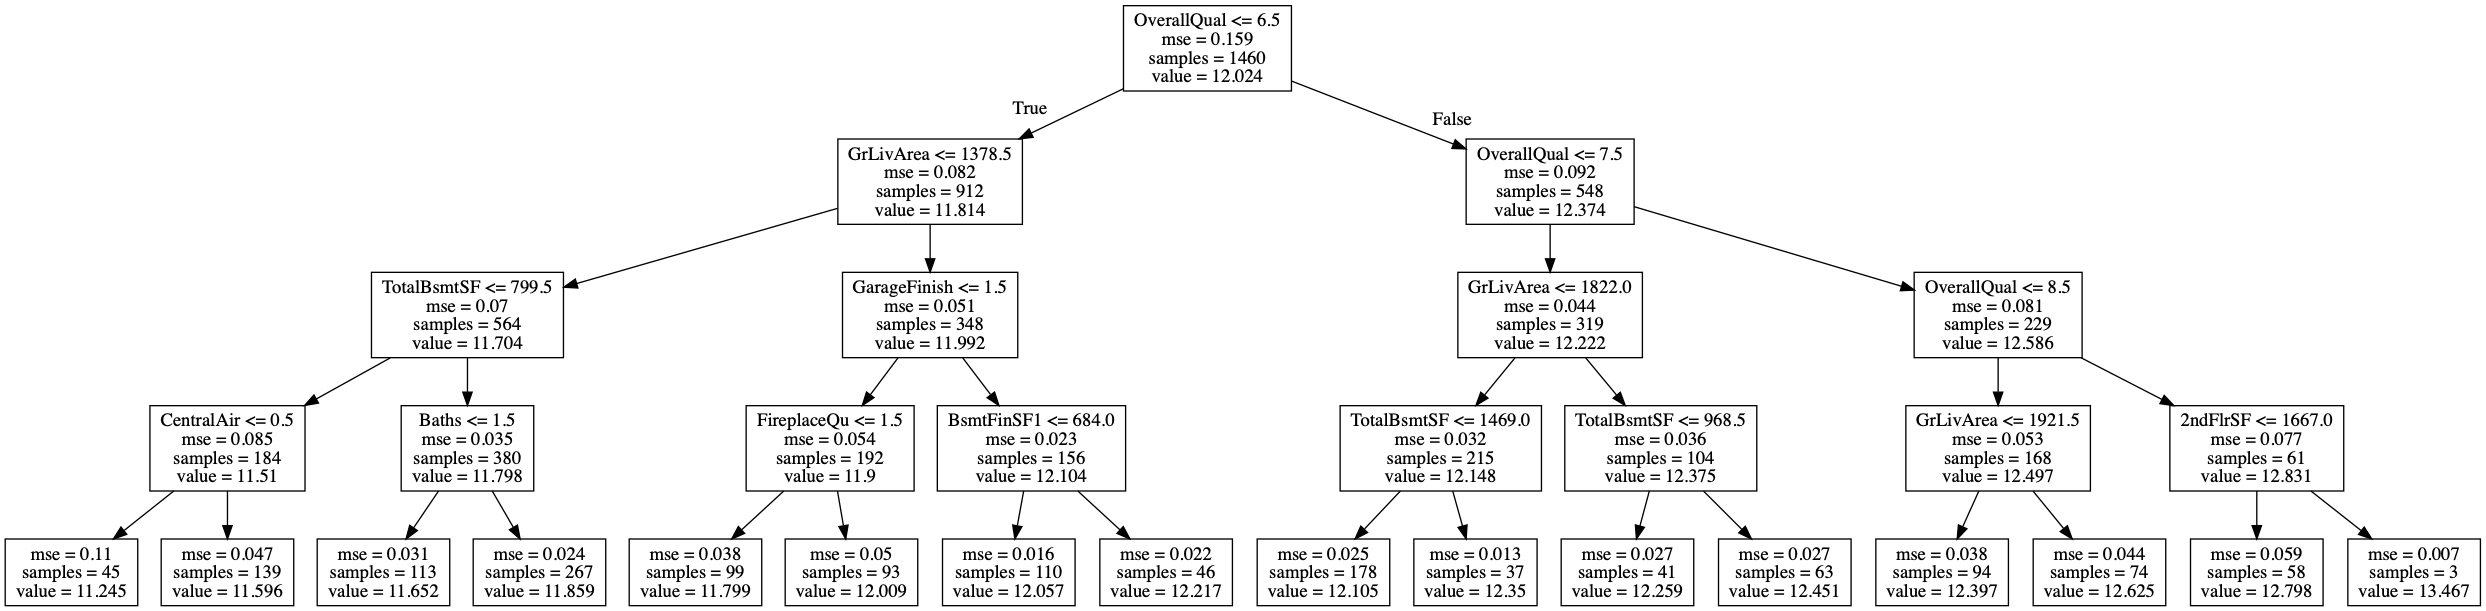 OverallQual <= 6.5
mse = 0.159
samples = 1460
value = 12.024
True
False
GrLivArea <= 1378.5
mse = 0.082
samples = 912
value = 11.814
OverallQual <= 7.5
mse = 0.092
samples = 548
value = 12.374
TotalBsmtSF <= 799.5
mse = 0.07
samples = 564
value = 11.704
GarageFinish <= 1.5
mse = 0.051
samples = 348
value = 11.992
GrLivArea <= 1822.0
mse = 0.044
samples = 319
value = 12.222
OverallQual <= 8.5
mse = 0.081
samples = 229
value = 12.586
CentralAir <= 0.5
mse = 0.085
samples = 184
value = 11.51
Baths <= 1.5
mse = 0.035
samples = 380
value = 11.798
FireplaceQu <= 1.5
mse = 0.054
samples = 192
value = 11.9
BsmtFinSF1 <= 684.0
mse = 0.023
samples = 156
value = 12.104
TotalBsmtSF <= 1469.0
mse = 0.032
samples = 215
value = 12.148
TotalBsmtSF <= 968.5
mse = 0.036
samples = 104
value = 12.375
GrLivArea <= 1921.5
mse = 0.053
samples = 168
value = 12.497
2ndFlrSF <= 1667.0
mse = 0.077
samples = 61
value = 12.831
mse = 0.11
samples = 45
value = 11.245
mse = 0.047
samples = 139
value = 11.596
mse = 0.031
samples = 113
value = 11.652
mse = 0.024
samples = 267
value = 11.859
mse = 0.038
samples = 99
value = 11.799
mse = 0.05
samples = 93
value = 12.009
mse = 0.016
samples = 110
value = 12.057
mse = 0.022
samples = 46
value = 12.217
mse = 0.025
samples = 178
value = 12.105
mse = 0.013
samples = 37
value = 12.35
mse = 0.027
samples = 41
value = 12.259
mse = 0.027
samples = 63
value = 12.451
mse = 0.038
samples = 94
value = 12.397
mse = 0.044
samples = 74
value = 12.625
mse = 0.059
samples = 58
value = 12.798
mse = 0.007
samples = 3
value = 13.467